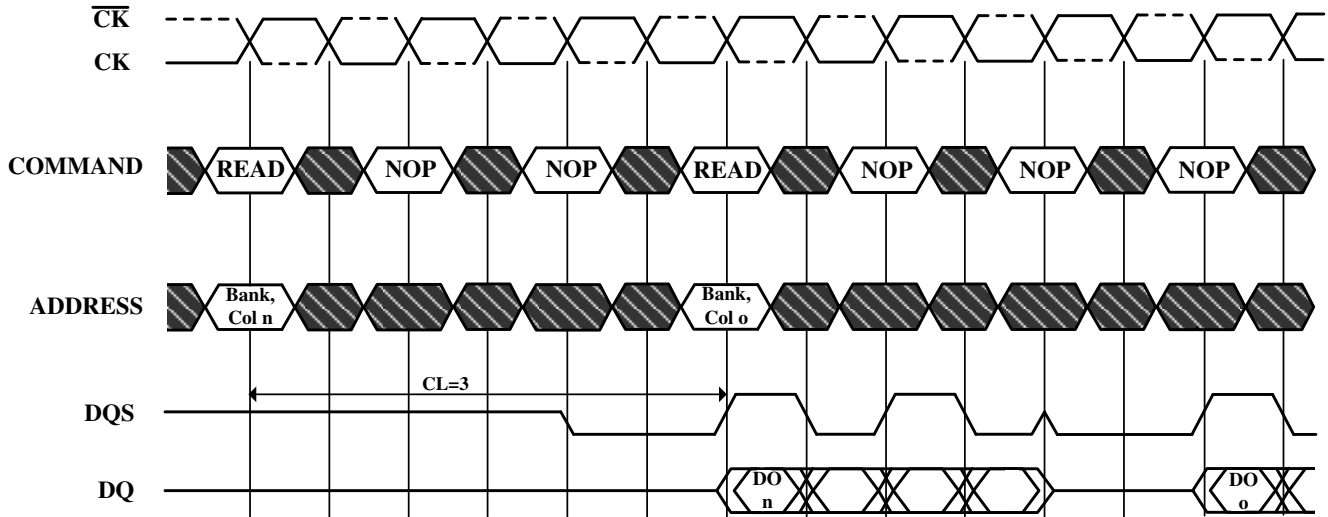 CK
CK
COMMAND
READ NOP NOP READ NOP NOP NOP
ADDRESS
Bank,
Col n
Bank,
Col o
CL=3
DQS
DQ
DO
n
DO
o